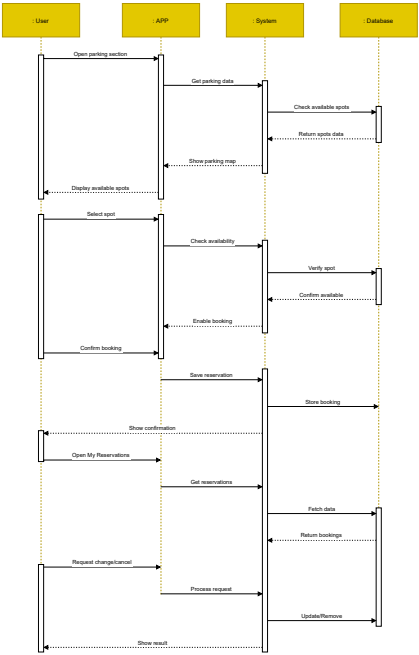 : User
: APP
: System
: Database
Open parking section
Get parking data
Check available spots
Return spots data
Show parking map
Display available spots
Select spot
Check availability
Verify spot
Confirm available
Enable booking
Confirm booking
Save reservation
Store booking
Show confirmation
Open My Reservations
Get reservations
Fetch data
Return bookings
Request change/cancel
Process request
Update/Remove
Show result